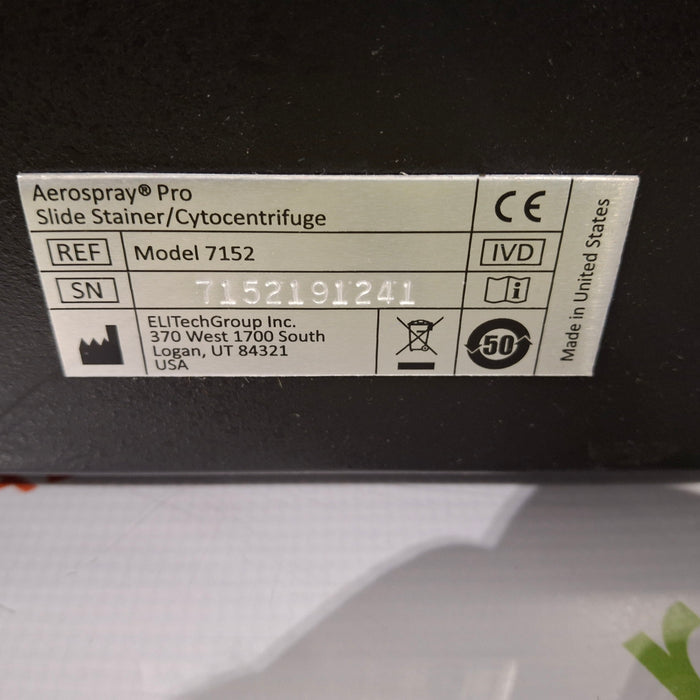 Aerospray® Pro
Slide Stainer/Cytocentrifuge
CE
REF Model 7152 IVD
SN 7152191241
i
ELITechGroup Inc.
370 West 1700 South
Logan, UT 84321
USA
50
Made in United States